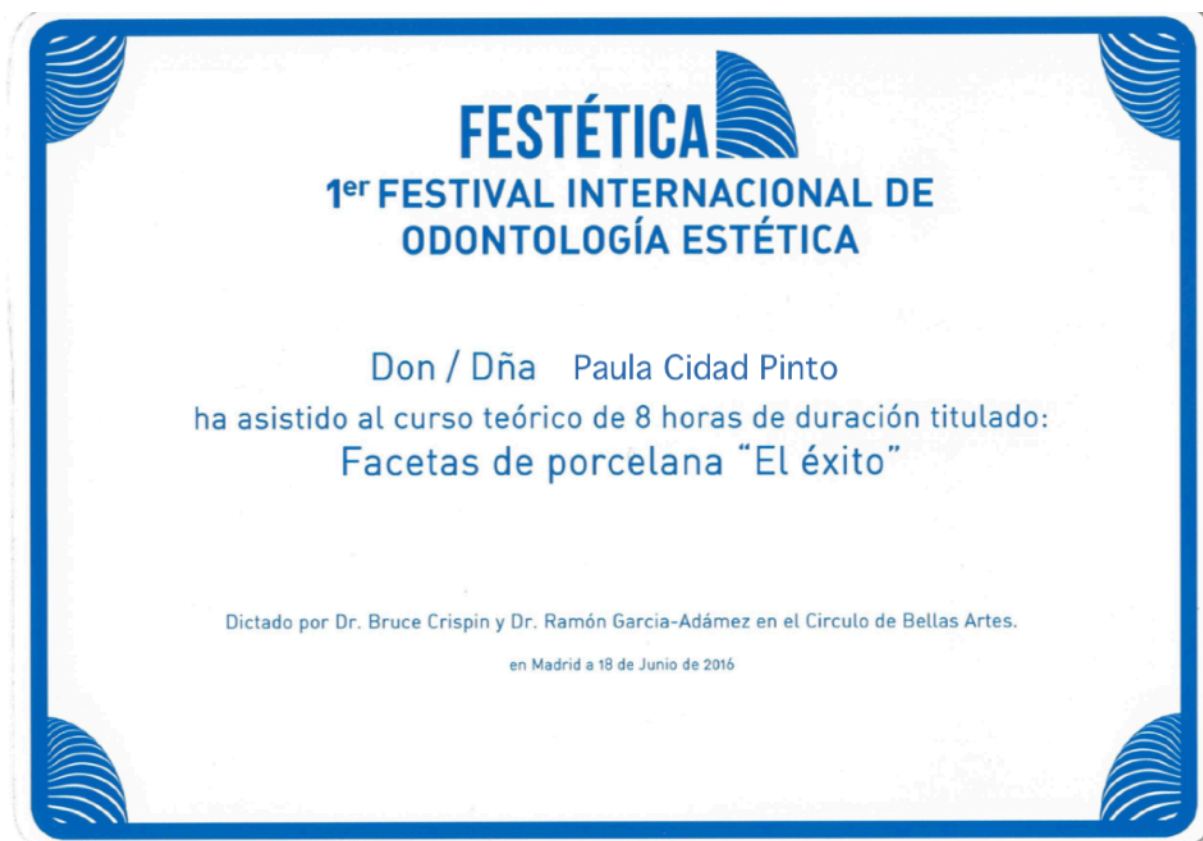 FESTÉTICA
1er FESTIVAL INTERNACIONAL DE
ODONTOLOGÍA ESTÉTICA
Don / Dña Paula Cidad Pinto
ha asistido al curso teórico de 8 horas de duración titulado:
Facetas de porcelana “El éxito”
Dictado por Dr. Bruce Crispin y Dr. Ramón Garcia-Adámez en el Circulo de Bellas Artes.
en Madrid a 18 de Junio de 2016